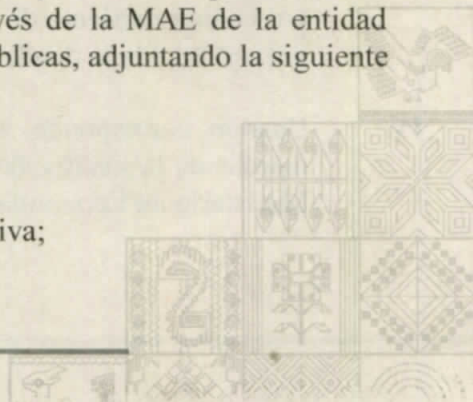 vés de la MAE de la entidad
blicas, adjuntando la siguiente
iva;